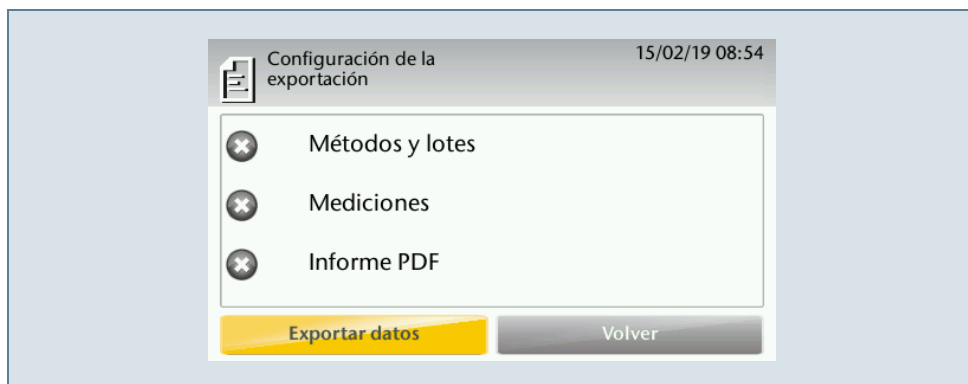 Configuración de la
exportación
15/02/19 08:54
Métodos y lotes
Mediciones
Informe PDF
Exportar datos
Volver